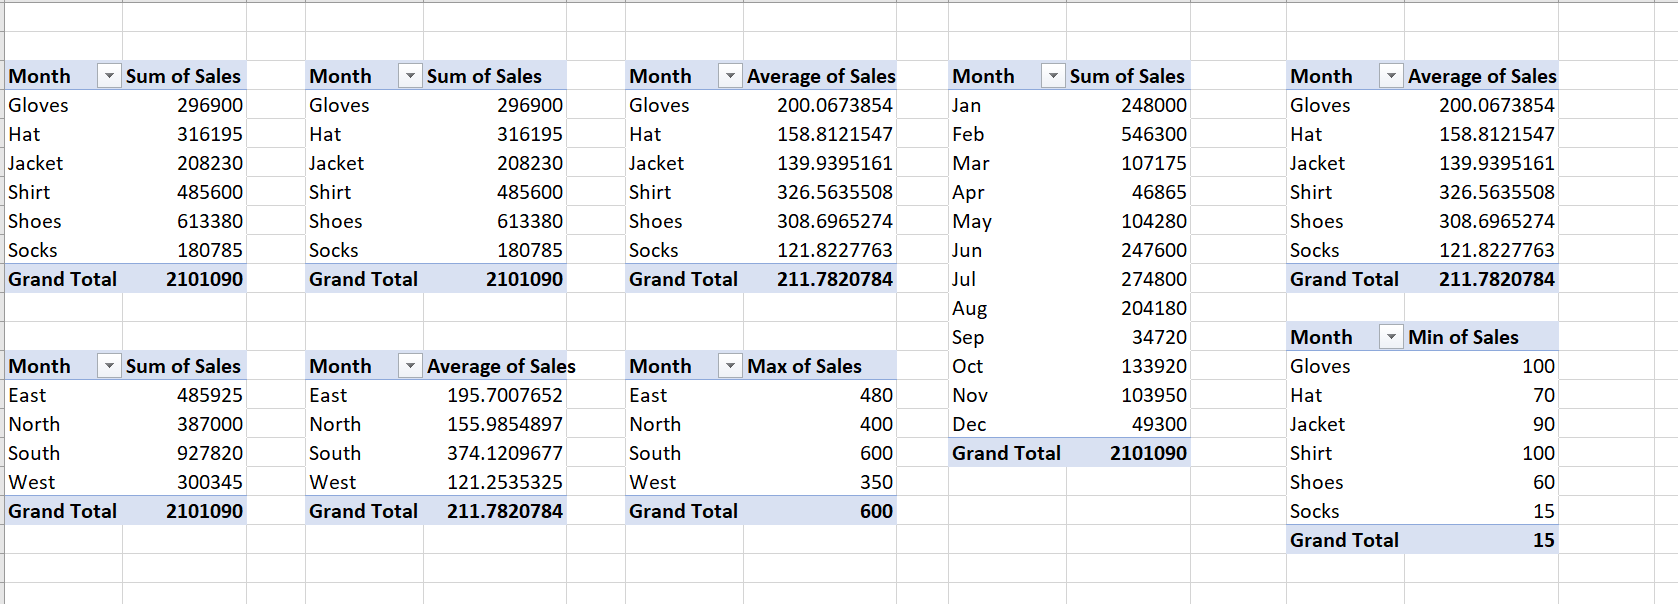 Month Sum of Sales Month Sum of Sales Month Average of Sales Month Sum of Sales Month Average of Sales
Gloves 296900 Gloves 296900 Gloves 200.0673854 Jan 248000 Gloves 200.0673854
Hat 316195 Hat 316195 Hat 158.8121547 Feb 546300 Hat 158.8121547
Jacket 208230 Jacket 208230 Jacket 139.9395161 Mar 107175 Jacket 139.9395161
Shirt 485600 Shirt 485600 Shirt 326.5635508 Apr 46865 Shirt 326.5635508
Shoes 613380 Shoes 613380 Shoes 308.6965274 May 104280 Shoes 308.6965274
Socks 180785 Socks 180785 Socks 121.8227763 Jun 247600 Socks 121.8227763
Grand Total 2101090 Grand Total 2101090 Grand Total 211.7820784 Jul 274800 Grand Total 211.7820784
Aug 204180
Sep 34720 Month Min of Sales
Month Sum of Sales Month Average of Sales Month Max of Sales Oct 133920 Gloves 100
East 485925 East 195.7007652 East 480 Nov 103950 Hat 70
North 387000 North 155.9854897 North 400 Dec 49300 Jacket 90
South 927820 South 374.1209677 South 600 Grand Total 2101090 Shirt 100
West 300345 West 121.2535325 West 350 Shoes 60
Grand Total 2101090 Grand Total 211.7820784 Grand Total 600 Socks 15
Grand Total 15